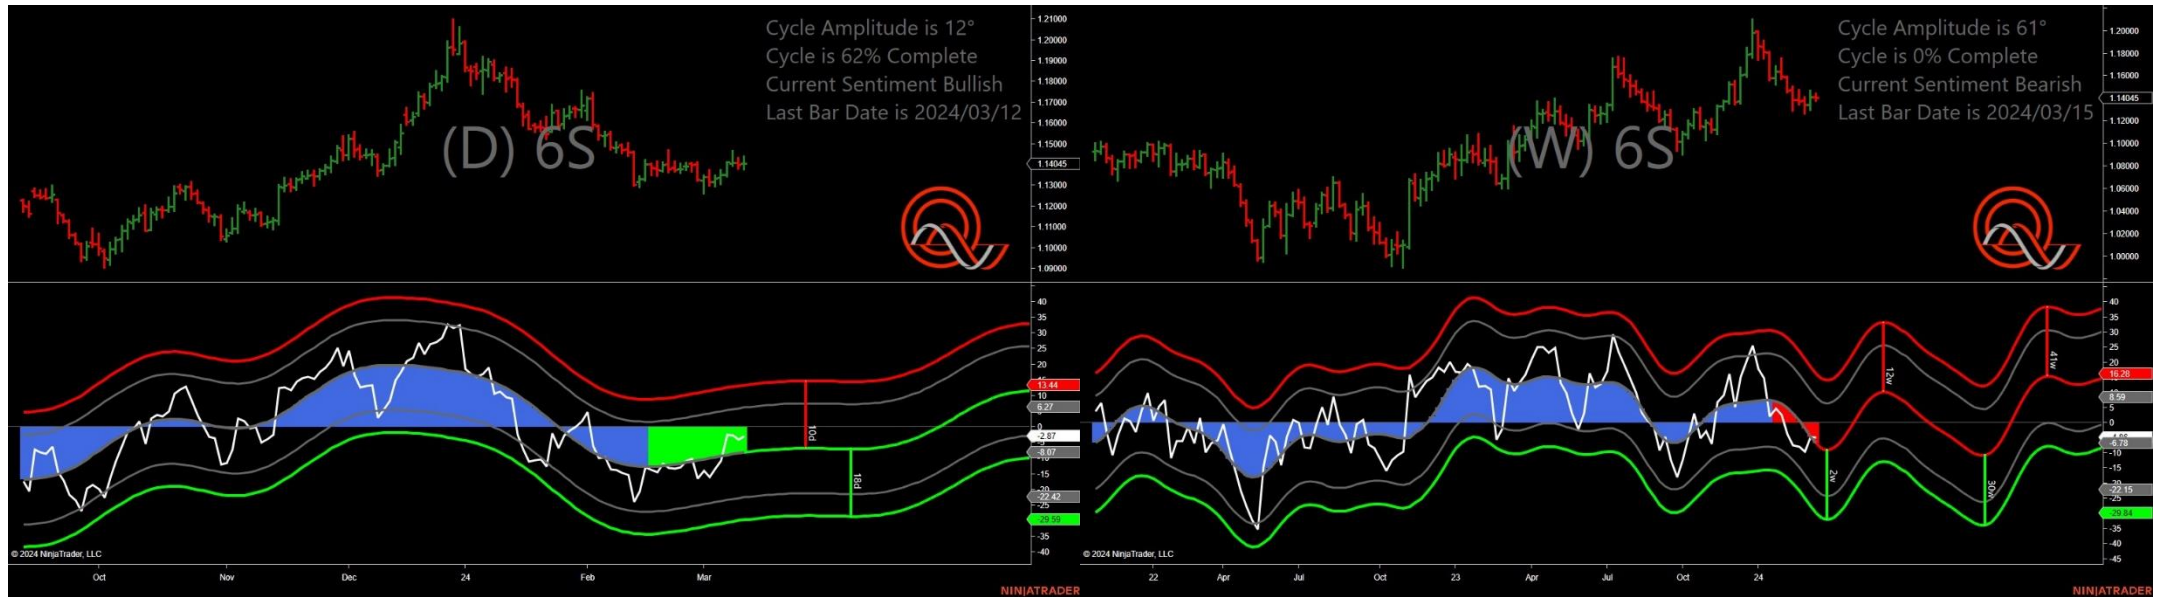 Cycle Amplitude is 12°
Cycle is 62% Complete
Current Sentiment Bullish
Last Bar Date is 2024/03/12
(D) 6S
1.21000
1.20000
1.19000
1.18000
1.17000
1.16000
1.15000
1.14045
1.13000
1.12000
1.11000
1.10000
1.09000
40
35
30
25
20
13.44
6.27
0
-2.87
-8.07
-15
-22.42
-29.59
-35
-40
10d
18d
© 2024 NinjaTrader, LLC
Oct
Nov
Dec
24
Feb
Mar
NINJATRADER
Cycle Amplitude is 61°
Cycle is 0% Complete
Current Sentiment Bearish
Last Bar Date is 2024/03/15
(W) 6S
1.20000
1.18000
1.16000
1.14045
1.12000
1.10000
1.08000
1.06000
1.04000
1.02000
1.00000
40
35
30
25
20
16.28
8.59
5
0
-6.78
-10
-15
-22.15
-25
-29.84
-35
-40
-45
2w
12w
30w
41w
© 2024 NinjaTrader, LLC
22
Apr
Jul
Oct
23
Apr
Jul
Oct
24
NINJATRADER